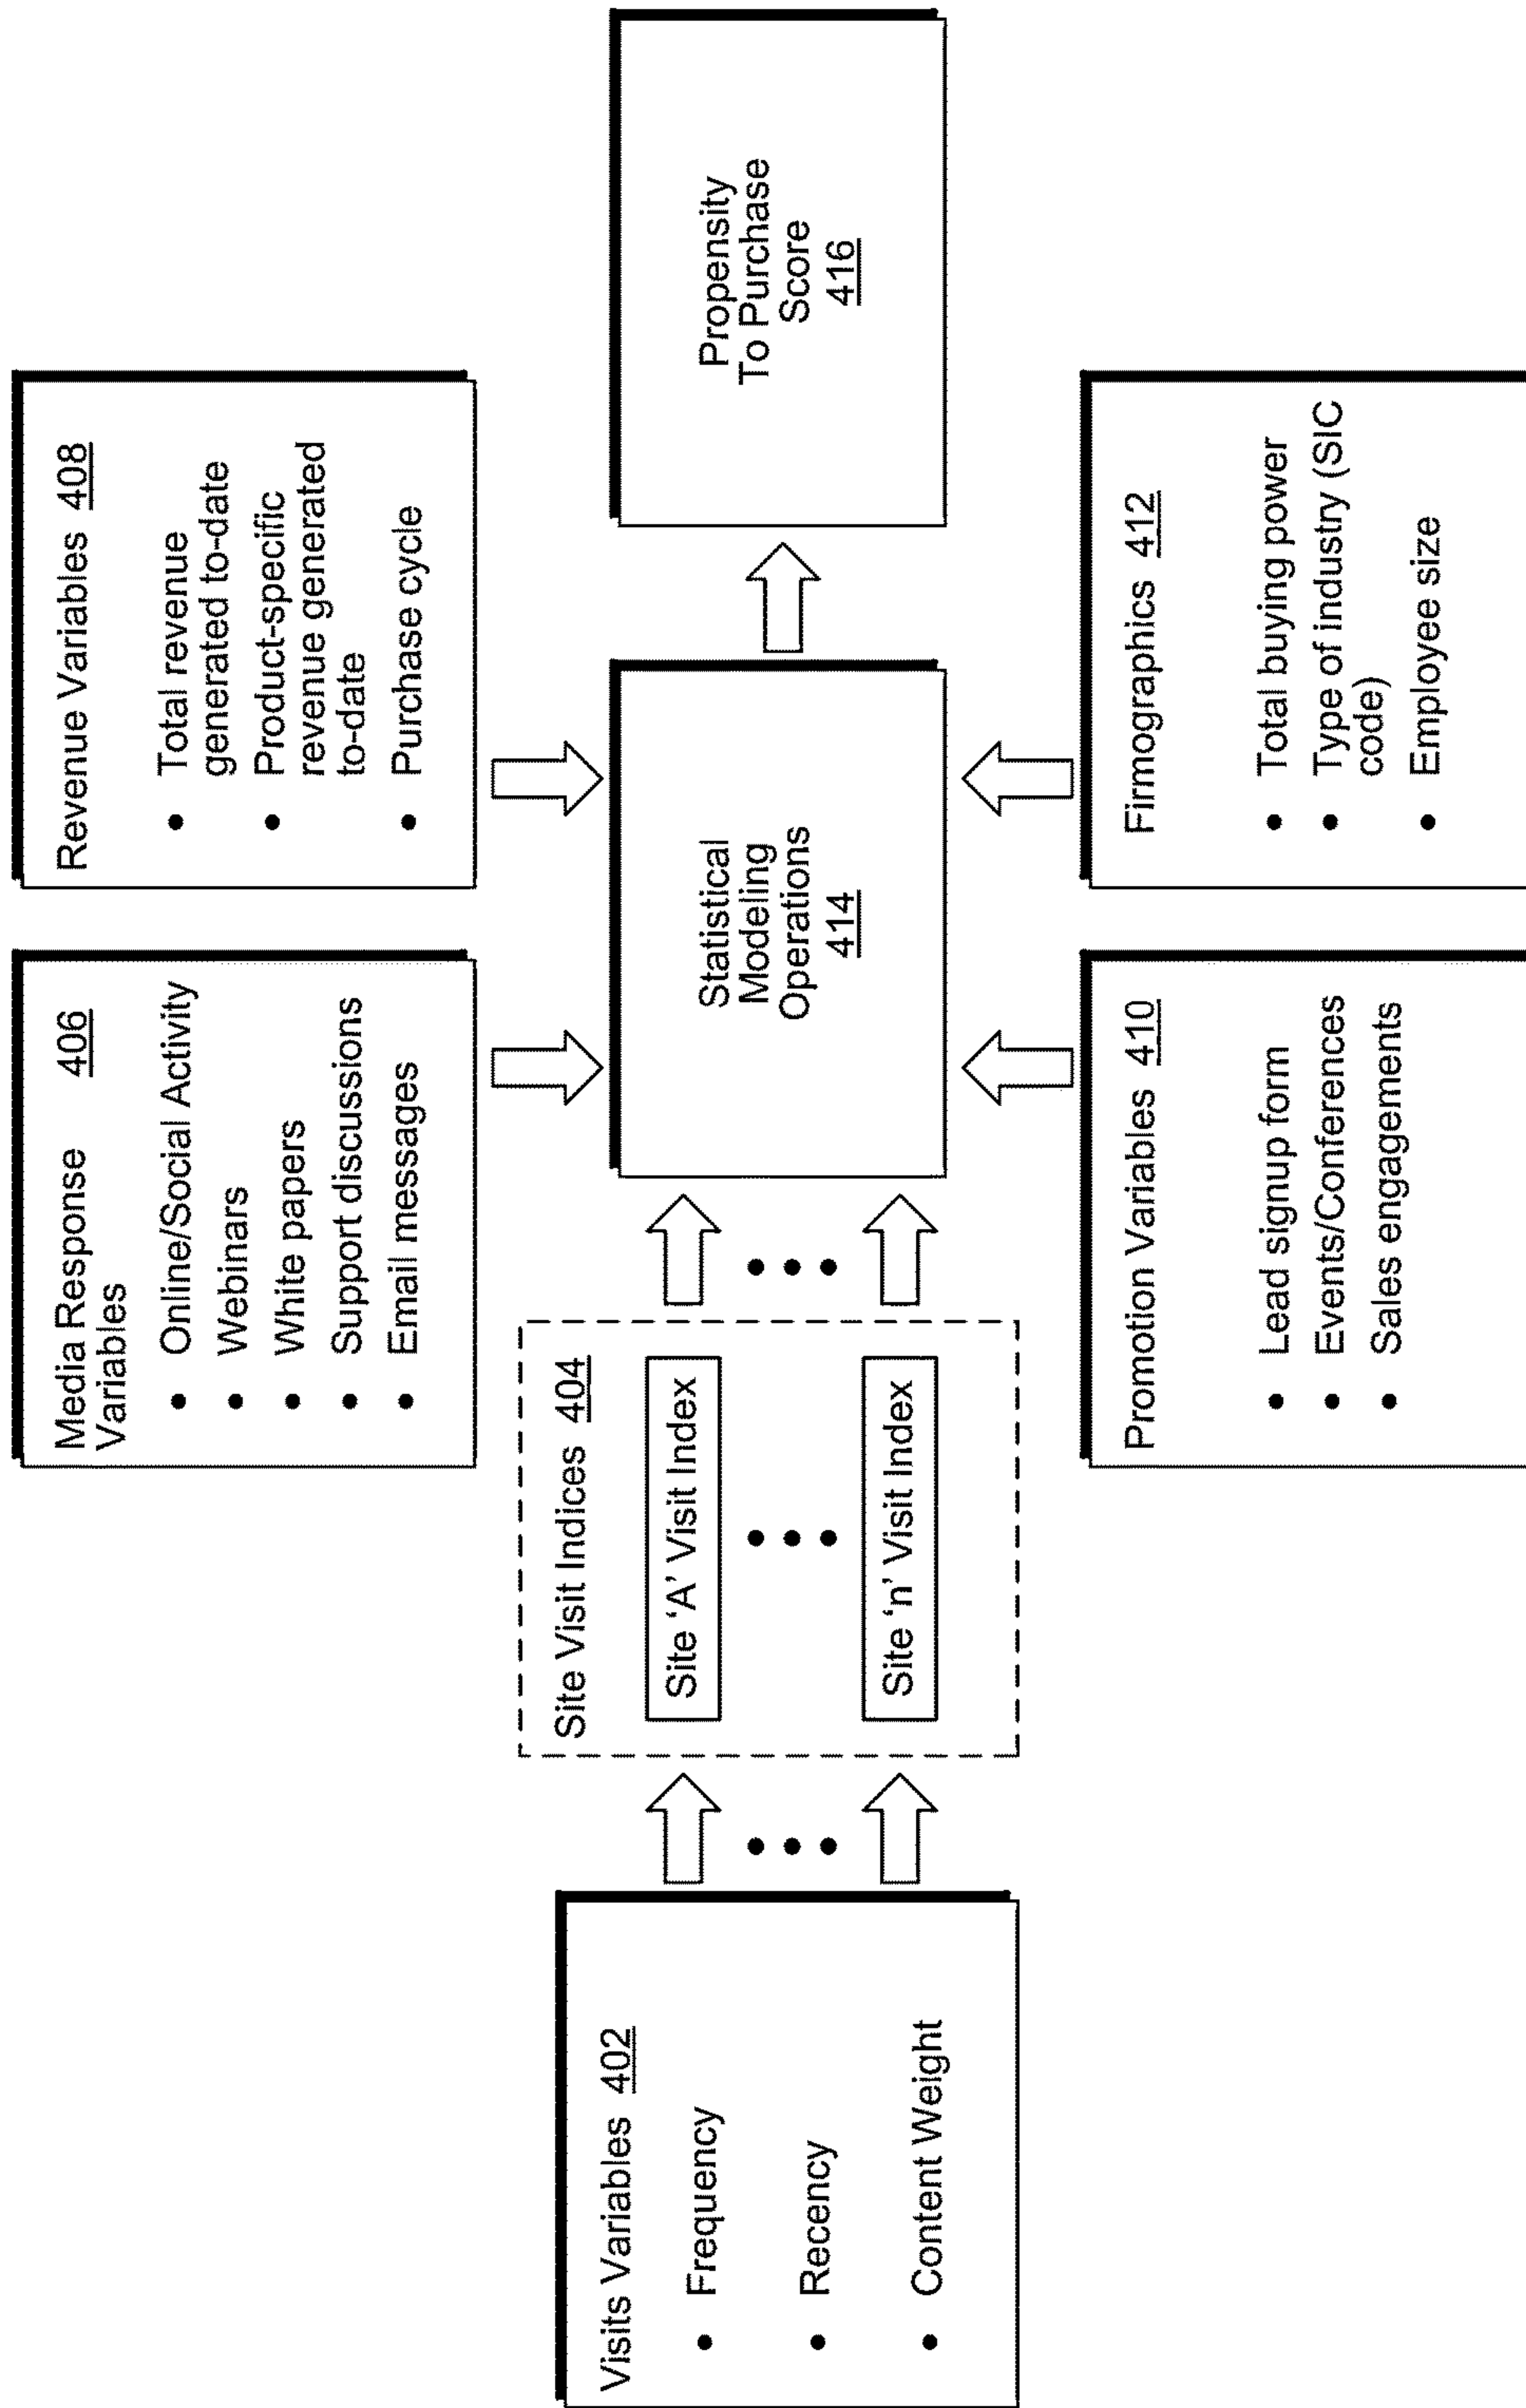 Media Response 406
Variables
• Online/Social Activity
• Webinars
• White papers
• Support discussions
• Email messages
Revenue Variables 408
• Total revenue
generated to-date
• Product-specific
revenue generated
to-date
• Purchase cycle
Visits Variables 402
• Frequency
• Recency
• Content Weight
Site Visit Indices 404
Site ‘A’ Visit Index
Site ‘n’ Visit Index
Statistical
Modeling
Operations
414
Propensity
To Purchase
Score
416
Promotion Variables 410
• Lead signup form
• Events/Conferences
• Sales engagements
Firmographics 412
• Total buying power
• Type of industry (SIC
code)
• Employee size